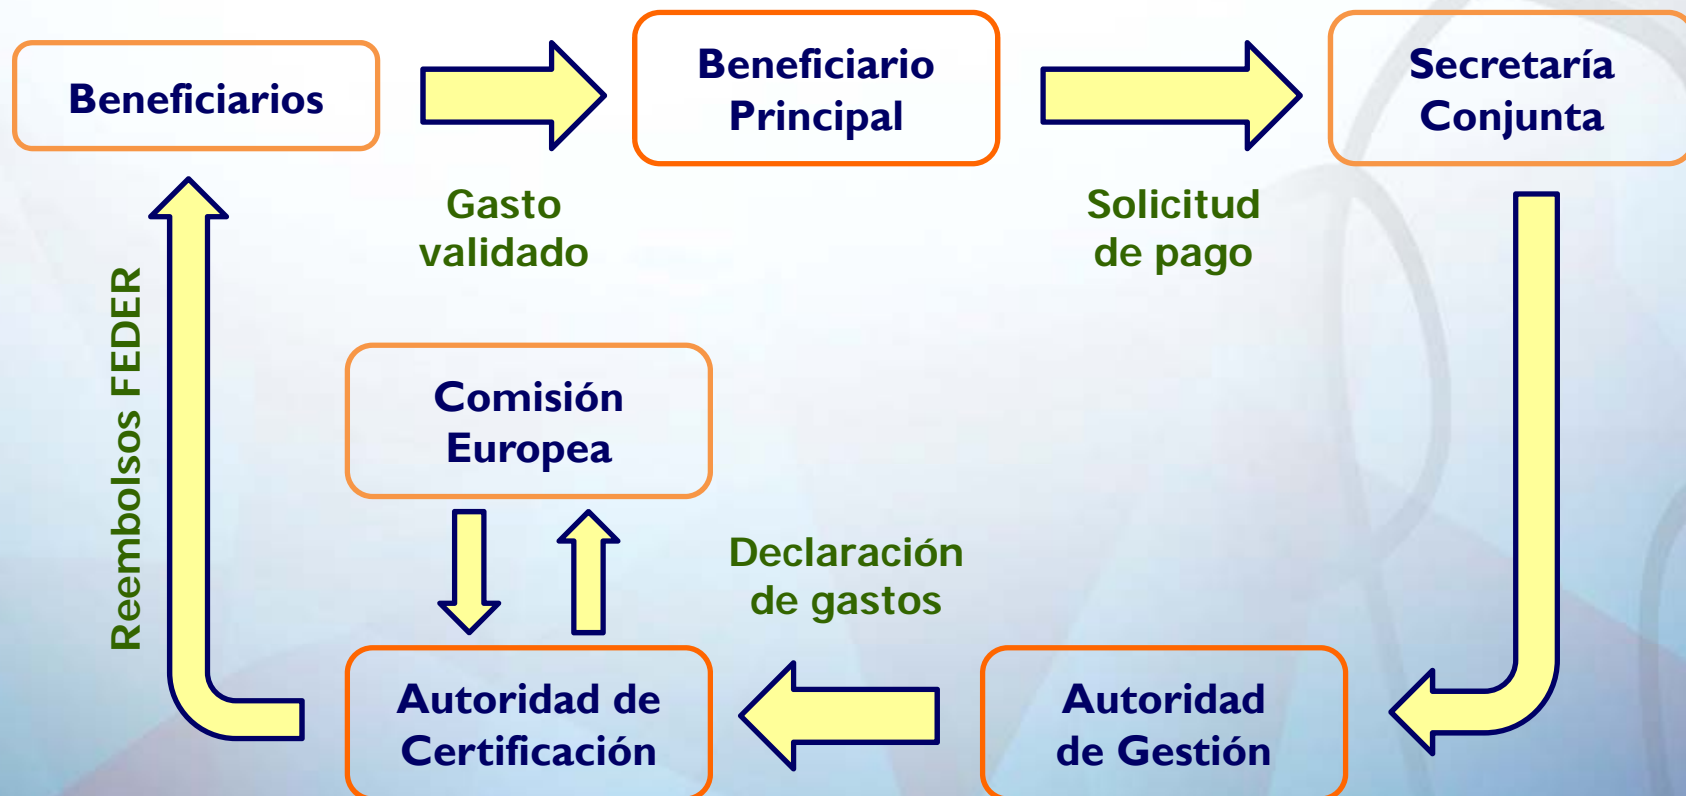 Beneficiarios
Beneficiario
Principal
Secretaría
Conjunta
Gasto
validado
Solicitud
de pago
Reembolsos FEDER
Comisión
Europea
Declaración
de gastos
Autoridad de
Certificación
Autoridad
de Gestión